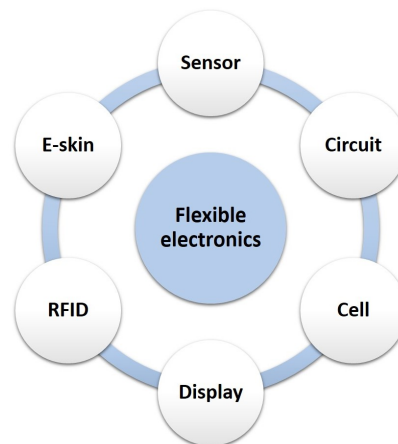 Sensor
E-skin
Circuit
Flexible
electronics
RFID
Cell
Display